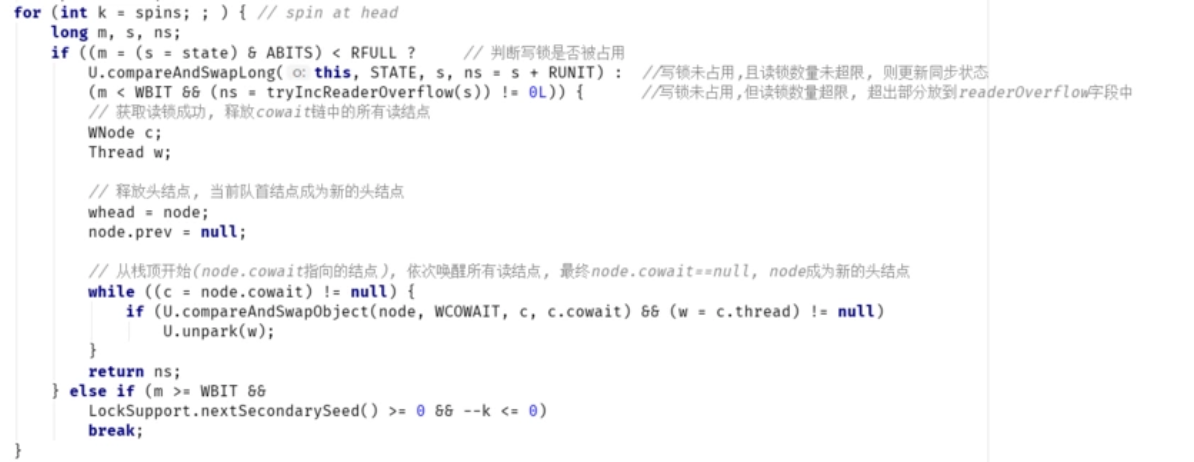 for (int k = spins; ; ) { // spin at head
long m, s, ns;
if ((m = (s = state) & ABITS) < RFULL ? // 判断写锁是否被占用
U.compareAndSwapLong( o: this, STATE, s, ns = s + RUNIT) : //写锁未占用,且读锁数量未超限, 则更新同步状态
(m < WBIT && (ns = tryIncReaderOverflow(s)) != 0L)) { //写锁未占用,但读锁数量超限, 超出部分放到readerOverflow字段中
// 获取读锁成功, 释放cowait链中的所有读结点
WNode c;
Thread w;
// 释放头结点, 当前队首结点成为新的头结点
whead = node;
node.prev = null;
// 从栈顶开始(node.cowait指向的结点), 依次唤醒所有读结点, 最终node.cowait==null, node成为新的头结点
while ((c = node.cowait) != null) {
if (U.compareAndSwapObject(node, WCOWAIT, c, c.cowait) && (w = c.thread) != null)
U.unpark(w);
}
return ns;
} else if (m >= WBIT &&
LockSupport.nextSecondarySeed() >= 0 && --k <= 0)
break;
}